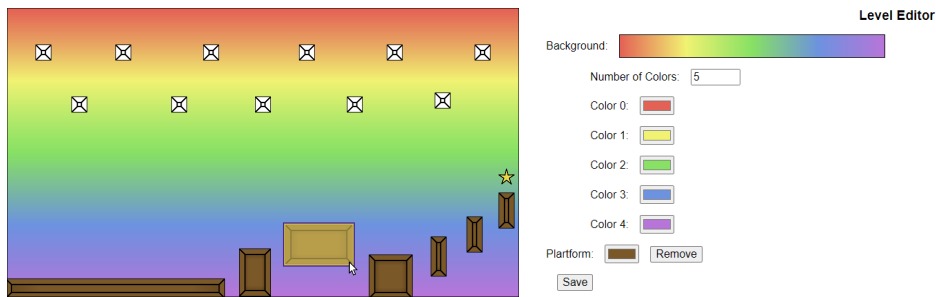 Level Editor
Background:
Number of Colors: 5
Color 0:
Color 1:
Color 2:
Color 3:
Color 4:
Plartform: Remove
Save